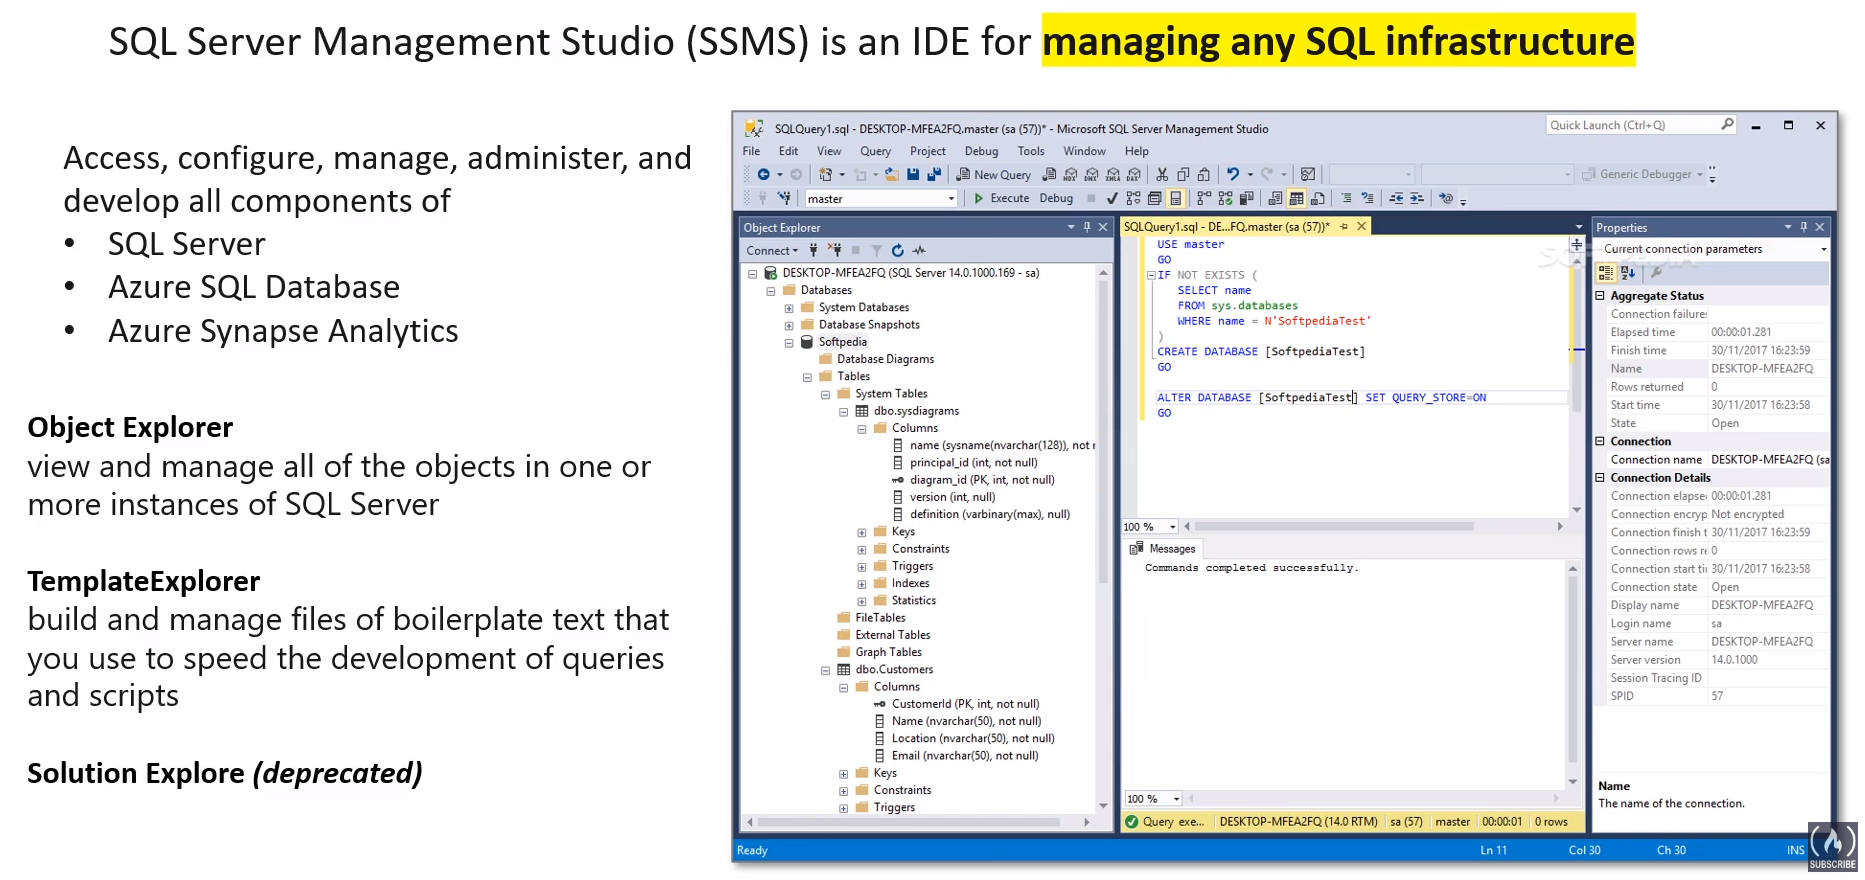 SQL Server Management Studio (SSMS) is an IDE for managing any SQL infrastructure
Access, configure, manage, administer, and
develop all components of
• SQL Server
• Azure SQL Database
• Azure Synapse Analytics
Object Explorer
view and manage all of the objects in one or
more instances of SQL Server
TemplateExplorer
build and manage files of boilerplate text that
you use to speed the development of queries
and scripts
Solution Explore (deprecated)
SQLQuery1.sql - DESKTOP-MFEA2FQ.master (sa (57))* - Microsoft SQL Server Management Studio
Quick Launch (Ctrl+Q)
File Edit View Query Project Debug Tools Window Help
New Query
Generic Debugger
master
Execute Debug
Object Explorer
Connect
DESKTOP-MFEA2FQ (SQL Server 14.0.1000.169 - sa)
Databases
System Databases
Database Snapshots
Softpedia
Database Diagrams
Tables
System Tables
dbo.sysdiagrams
Columns
name (sysname(nvarchar(128)), not
principal_id (int, not null)
diagram_id (PK, int, not null)
version (int, null)
definition (varbinary(max), null)
Keys
Constraints
Triggers
Indexes
Statistics
FileTables
External Tables
Graph Tables
dbo.Customers
Columns
CustomerId (PK, int, not null)
Name (nvarchar(50), not null)
Location (nvarchar(50), not null)
Email (nvarchar(50), not null)
Keys
Constraints
Triggers
SQLQuery1.sql - DE...FQ.master (sa (57))*
USE master
GO
IF NOT EXISTS (
SELECT name
FROM sys.databases
WHERE name = N'SoftpediaTest'
)
CREATE DATABASE [SoftpediaTest]
GO
ALTER DATABASE [SoftpediaTest] SET QUERY_STORE=ON
GO
100 %
Messages
Commands completed successfully.
100 %
Query exe... DESKTOP-MFEA2FQ (14.0 RTM) sa (57) master 00:00:01 0 rows
Properties
SOFTPEDIA
Current connection parameters
Aggregate Status
Connection failures
Elapsed time 00:00:01.281
Finish time 30/11/2017 16:23:59
Name DESKTOP-MFEA2FQ
Rows returned 0
Start time 30/11/2017 16:23:58
State Open
Connection
Connection name DESKTOP-MFEA2FQ (sa
Connection Details
Connection elapse 00:00:01.281
Connection encryp Not encrypted
Connection finish t 30/11/2017 16:23:59
Connection rows re 0
Connection start ti 30/11/2017 16:23:58
Connection state Open
Display name DESKTOP-MFEA2FQ
Login name sa
Server name DESKTOP-MFEA2FQ
Server version 14.0.1000
Session Tracing ID
SPID 57
Name
The name of the connection.
Ready Ln 11 Col 30 Ch 30 INS
SUBSCRIBE